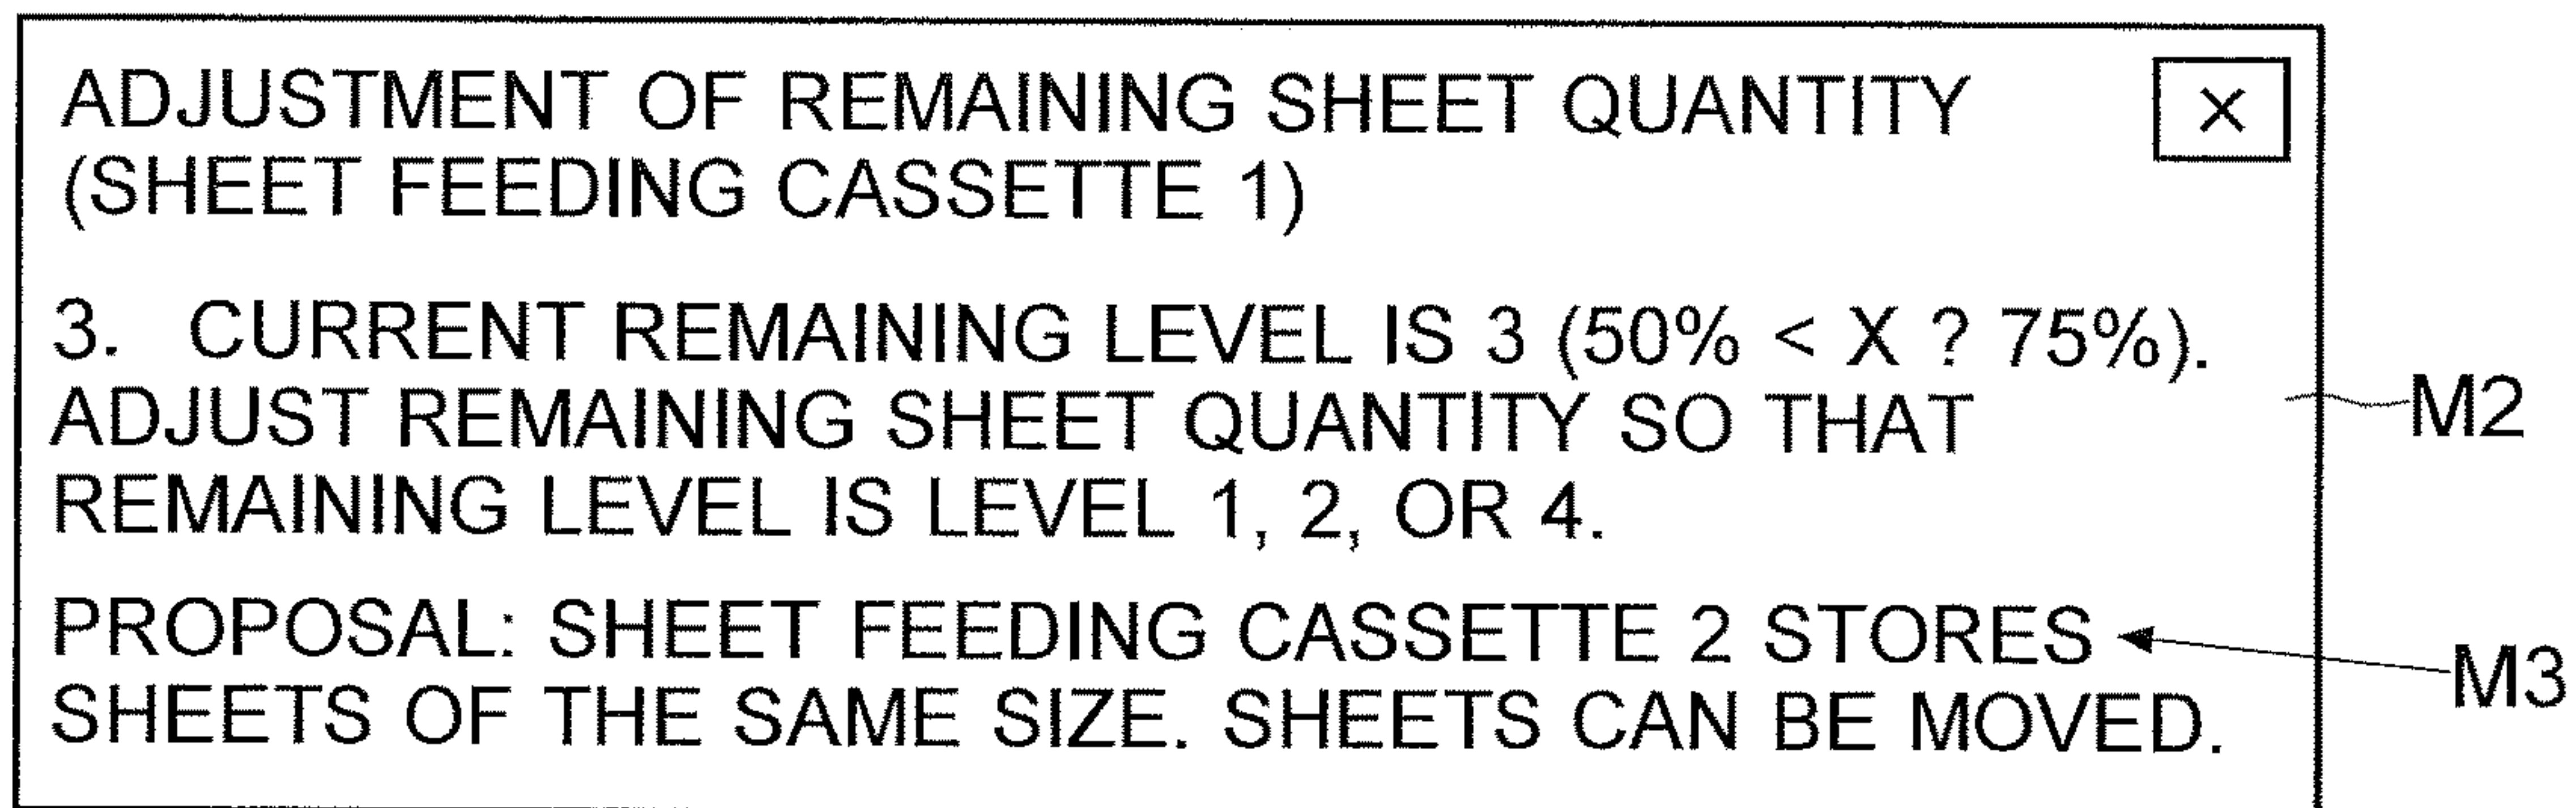 ADJUSTMENT OF REMAINING SHEET QUANTITY
×
(SHEET FEEDING CASSETTE 1)
3. CURRENT REMAINING LEVEL IS 3 (50% < X ? 75%).
ADJUST REMAINING SHEET QUANTITY SO THAT
REMAINING LEVEL IS LEVEL 1, 2, OR 4.
M2
PROPOSAL: SHEET FEEDING CASSETTE 2 STORES
SHEETS OF THE SAME SIZE. SHEETS CAN BE MOVED.
M3